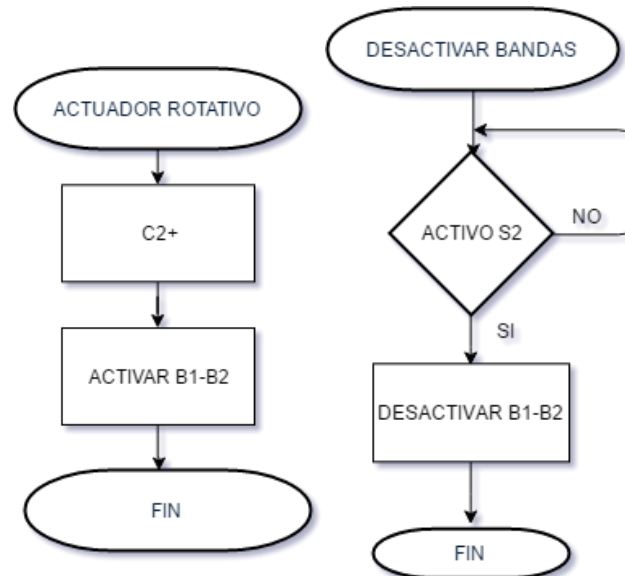 ACTUADOR ROTATIVO
C2+
ACTIVAR B1-B2
FIN
DESACTIVAR BANDAS
ACTIVO S2
NO
SI
DESACTIVAR B1-B2
FIN